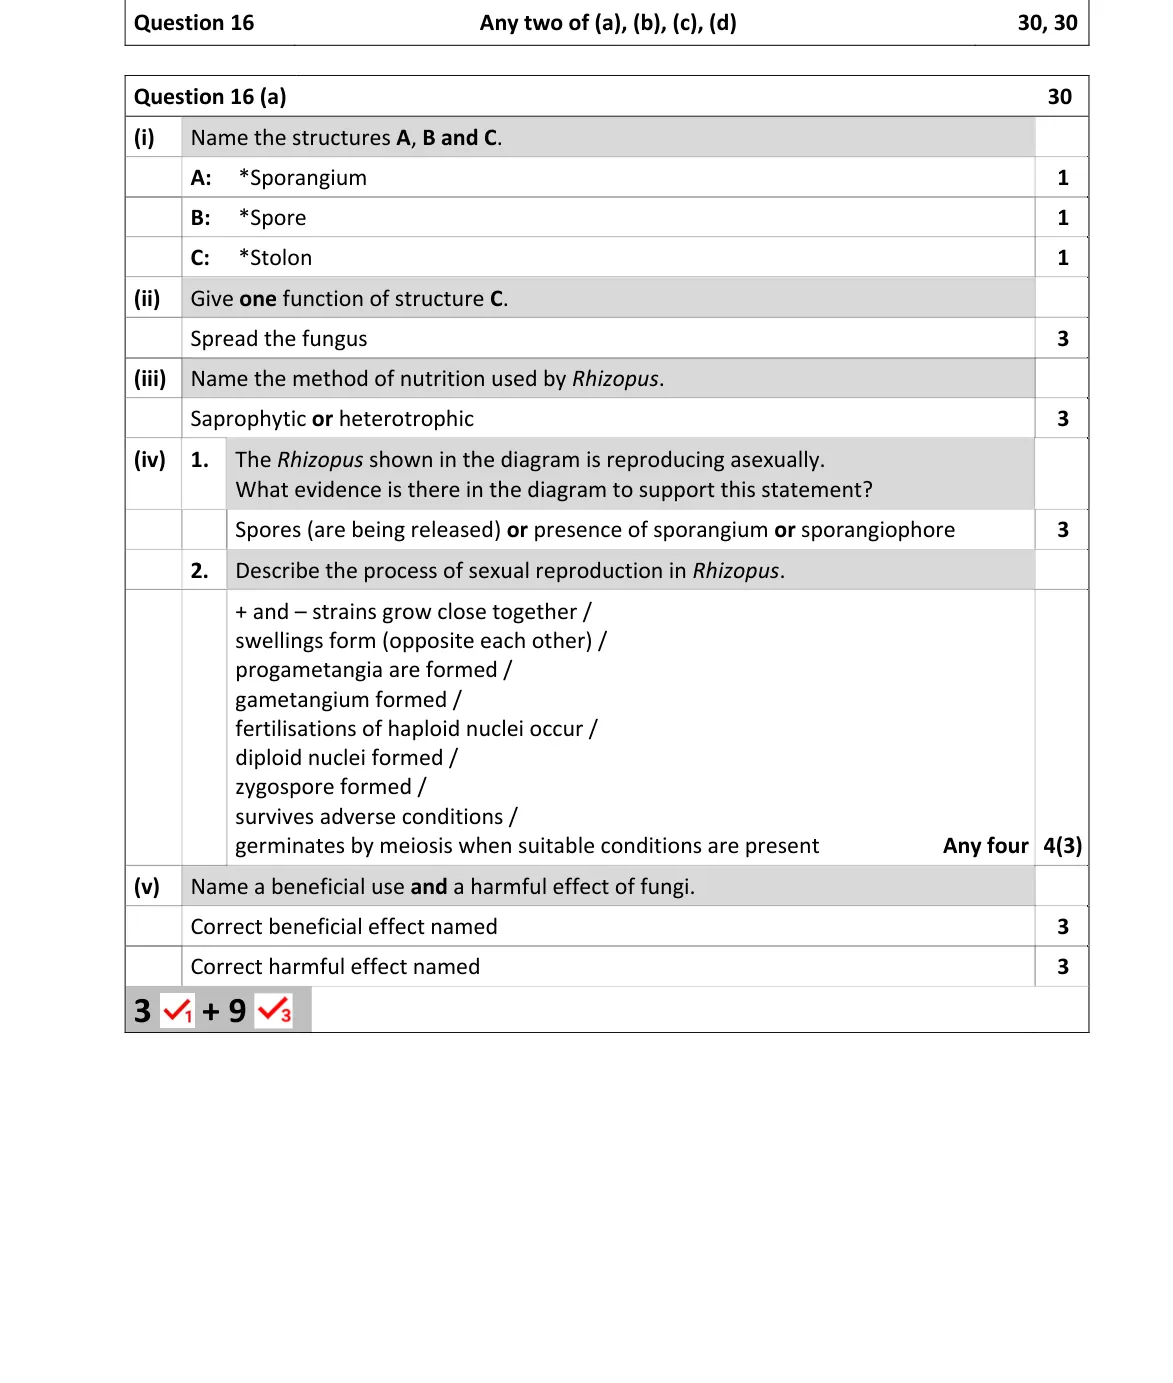 Question 16 Any two of (a), (b), (c), (d) 30, 30
Question 16 (a) 30
(i) Name the structures A, B and C.
A: *Sporangium 1
B: *Spore 1
C: *Stolon 1
(ii) Give one function of structure C.
Spread the fungus 3
(iii) Name the method of nutrition used by Rhizopus.
Saprophytic or heterotrophic 3
(iv) 1. The Rhizopus shown in the diagram is reproducing asexually.
What evidence is there in the diagram to support this statement?
Spores (are being released) or presence of sporangium or sporangiophore 3
2. Describe the process of sexual reproduction in Rhizopus.
+ and – strains grow close together /
swellings form (opposite each other) /
progametangia are formed /
gametangium formed /
fertilisations of haploid nuclei occur /
diploid nuclei formed /
zygospore formed /
survives adverse conditions /
germinates by meiosis when suitable conditions are present Any four 4(3)
(v) Name a beneficial use and a harmful effect of fungi.
Correct beneficial effect named 3
Correct harmful effect named 3
3 ✓1 + 9 ✓3